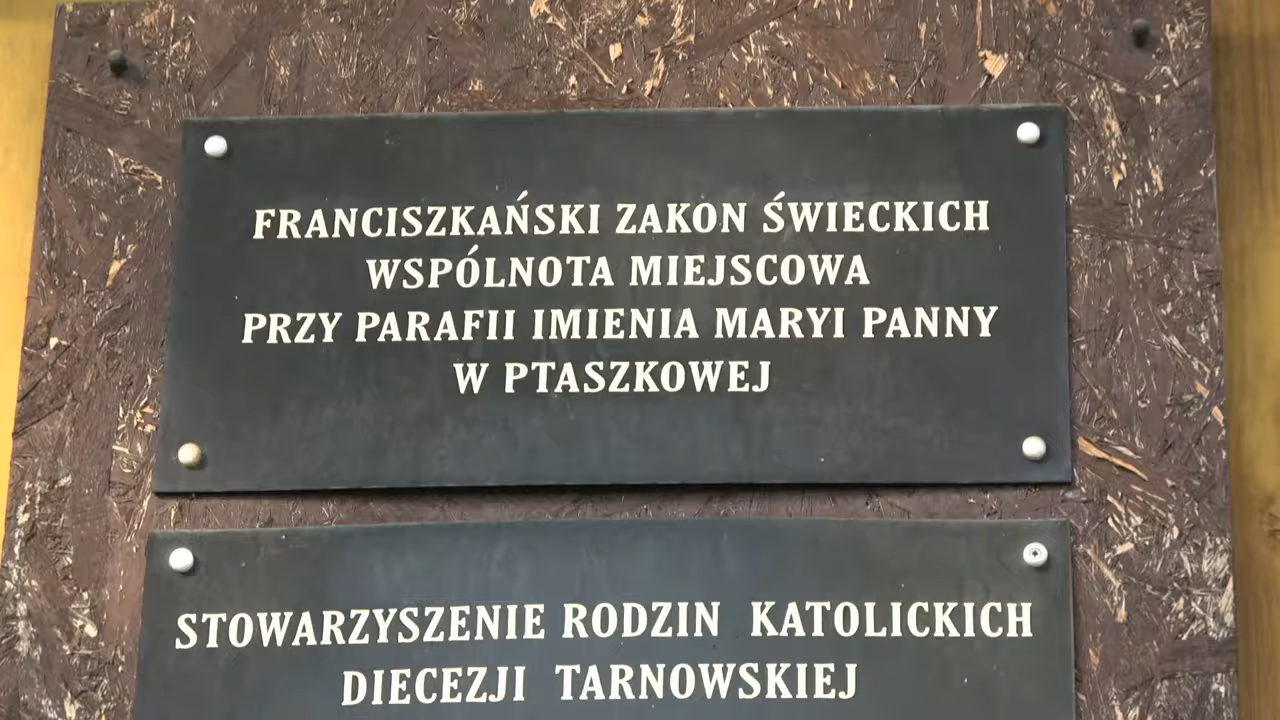 FRANCISZKAŃSKI ZAKON ŚWIECKICH
WSPÓLNOTA MIEJSCOWA
PRZY PARAFII IMIENIA MARYI PANNY
W PTASZKOWEJ
STOWARZYSZENIE RODZIN KATOLICKICH
DIECEZJI TARNOWSKIEJ